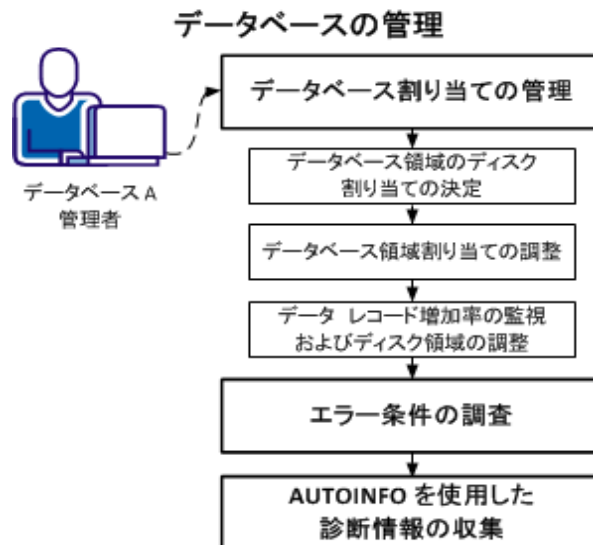 データベースの管理
データベース割り当ての管理
データベース A
管理者
データベース領域のディスク
割り当ての決定
データベース領域割り当ての調整
データ レコード増加率の監視
およびディスク領域の調整
エラー条件の調査
AUTOINFO を使用した
診断情報の収集